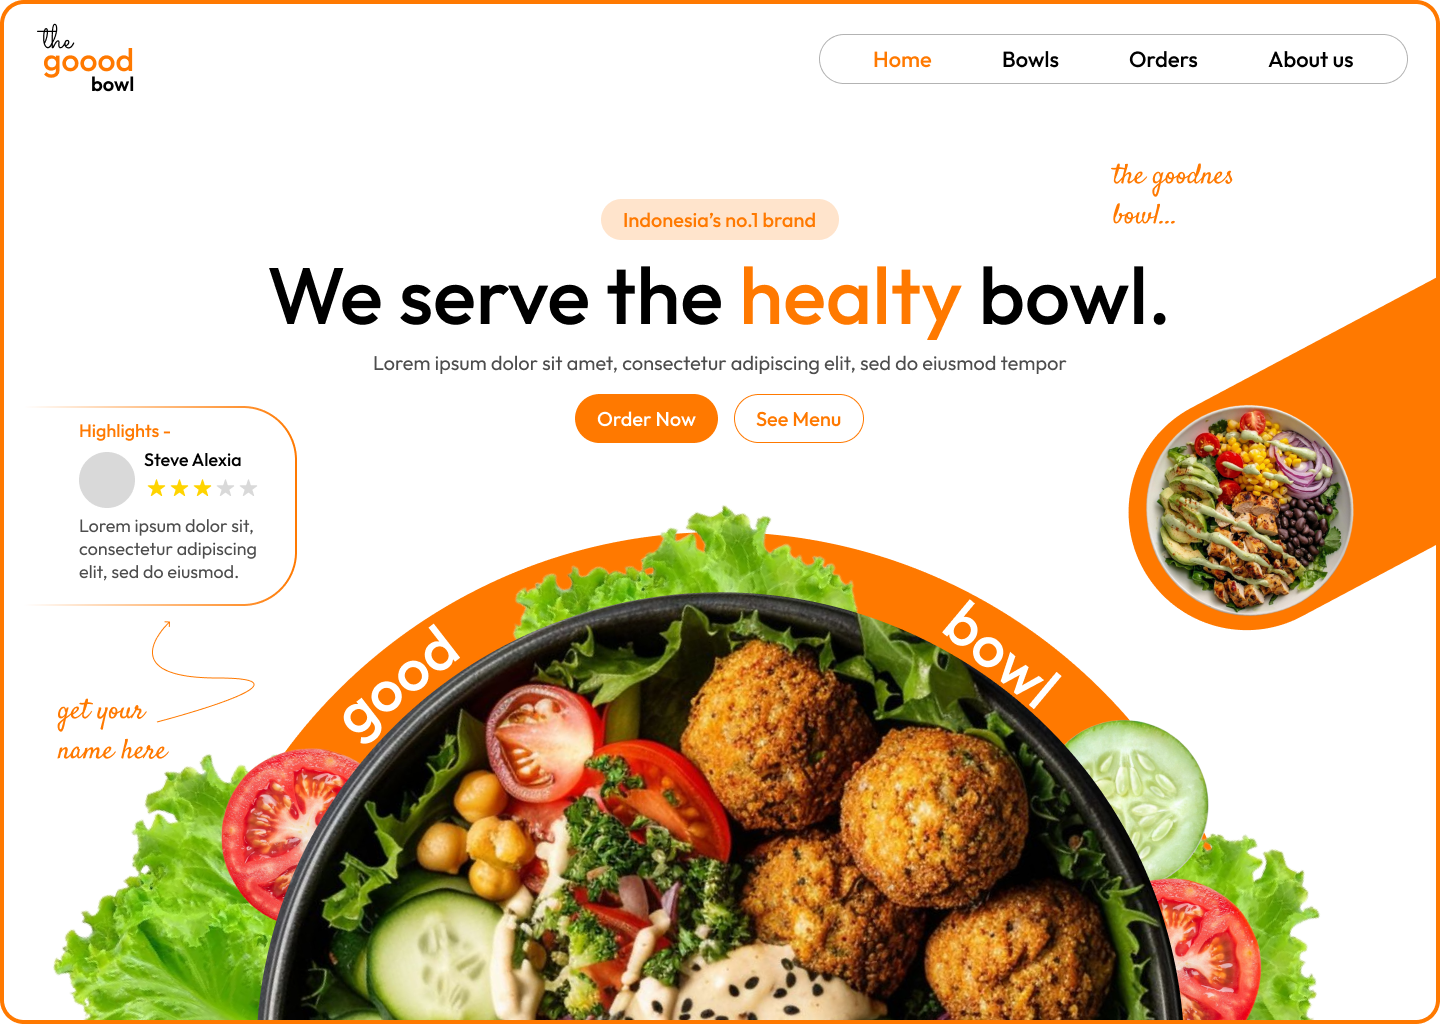 the
goood
bowl
Home Bowls Orders About us
the goodnes
bowl...
Indonesia's no.1 brand
We serve the healty bowl.
Lorem ipsum dolor sit amet, consectetur adipiscing elit, sed do eiusmod tempor
Order Now See Menu
Highlights -
Steve Alexia
Lorem ipsum dolor sit,
consectetur adipiscing
elit, sed do eiusmod.
good bowl
get your
name here